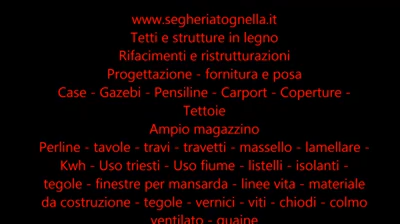 www.segheriatognella.it
Tetti e strutture in legno
Rifacimenti e ristrutturazioni
Progettazione - fornitura e posa
Case - Gazebi - Pensiline - Carport - Coperture -
Tettoie
Ampio magazzino
Perline - tavole - travi - travetti - massello - lamellare -
Kwh - Uso triesti - Uso fiume - listelli - isolanti -
tegole - finestre per mansarda - linee vita - materiale
da costruzione - tegole - vernici - viti - chiodi - colmo
ventilato - guaine